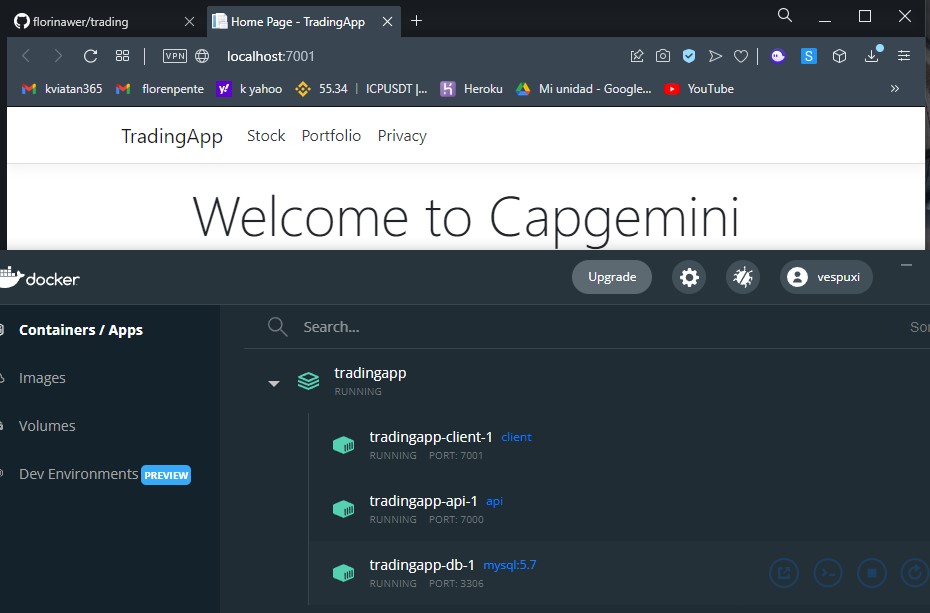 florinawer/trading
Home Page - TradingApp
VPN localhost:7001
kviatan365 florenpente k yahoo 55.34 | ICPUSDT |... Heroku Mi unidad - Google... YouTube
TradingApp Stock Portfolio Privacy
Welcome to Capgemini
docker Upgrade vespuxi
Containers / Apps
Images
Volumes
Dev Environments PREVIEW
Search...
tradingapp
RUNNING
tradingapp-client-1 client
RUNNING PORT: 7001
tradingapp-api-1 api
RUNNING PORT: 7000
tradingapp-db-1 mysql:5.7
RUNNING PORT: 3306